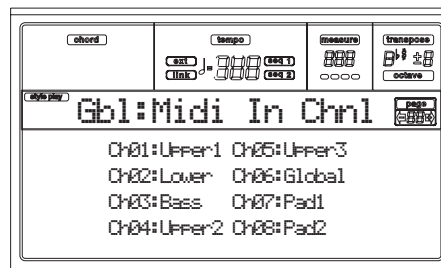 chord tempo measure transpose
ext ♩= seq 1
link seq 2
octave
style play Gbl:Midi In Chnl page
Ch01:Upper1 Ch05:Upper3
Ch02:Lower Ch06:Global
Ch03:Bass Ch07:Pad1
Ch04:Upper2 Ch08:Pad2